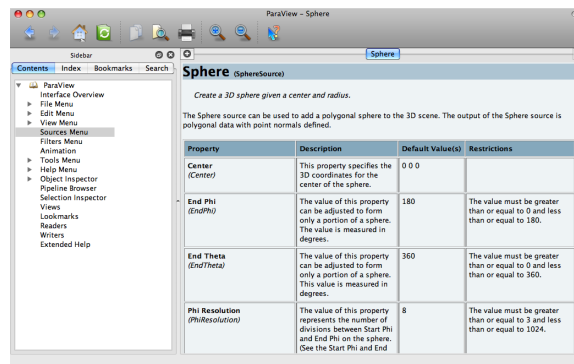 ParaView – Sphere
Sidebar
Contents Index Bookmarks Search
ParaView
Interface Overview
File Menu
Edit Menu
View Menu
Sources Menu
Filters Menu
Animation
Tools Menu
Help Menu
Object Inspector
Pipeline Browser
Selection Inspector
Views
Lookmarks
Readers
Writers
Extended Help
Sphere
Sphere (SphereSource)
Create a 3D sphere given a center and radius.
The Sphere source can be used to add a polygonal sphere to the 3D scene. The output of the Sphere source is
polygonal data with point normals defined.
Property Description Default Value(s) Restrictions
Center
(Center)
This property specifies the
3D coordinates for the
center of the sphere.
0 0 0
End Phi
(EndPhi)
The value of this property
can be adjusted to form
only a portion of a sphere.
The value is measured in
degrees.
180
The value must be greater
than or equal to 0 and less
than or equal to 180.
End Theta
(EndTheta)
The value of this property
can be adjusted to form
only a portion of a sphere.
This value is measured in
degrees.
360
The value must be greater
than or equal to 0 and less
than or equal to 360.
Phi Resolution
(PhiResolution)
The value of this property
represents the number of
divisions between Start Phi
and End Phi on the sphere.
(See the Start Phi and End
8
The value must be greater
than or equal to 3 and less
than or equal to 1024.